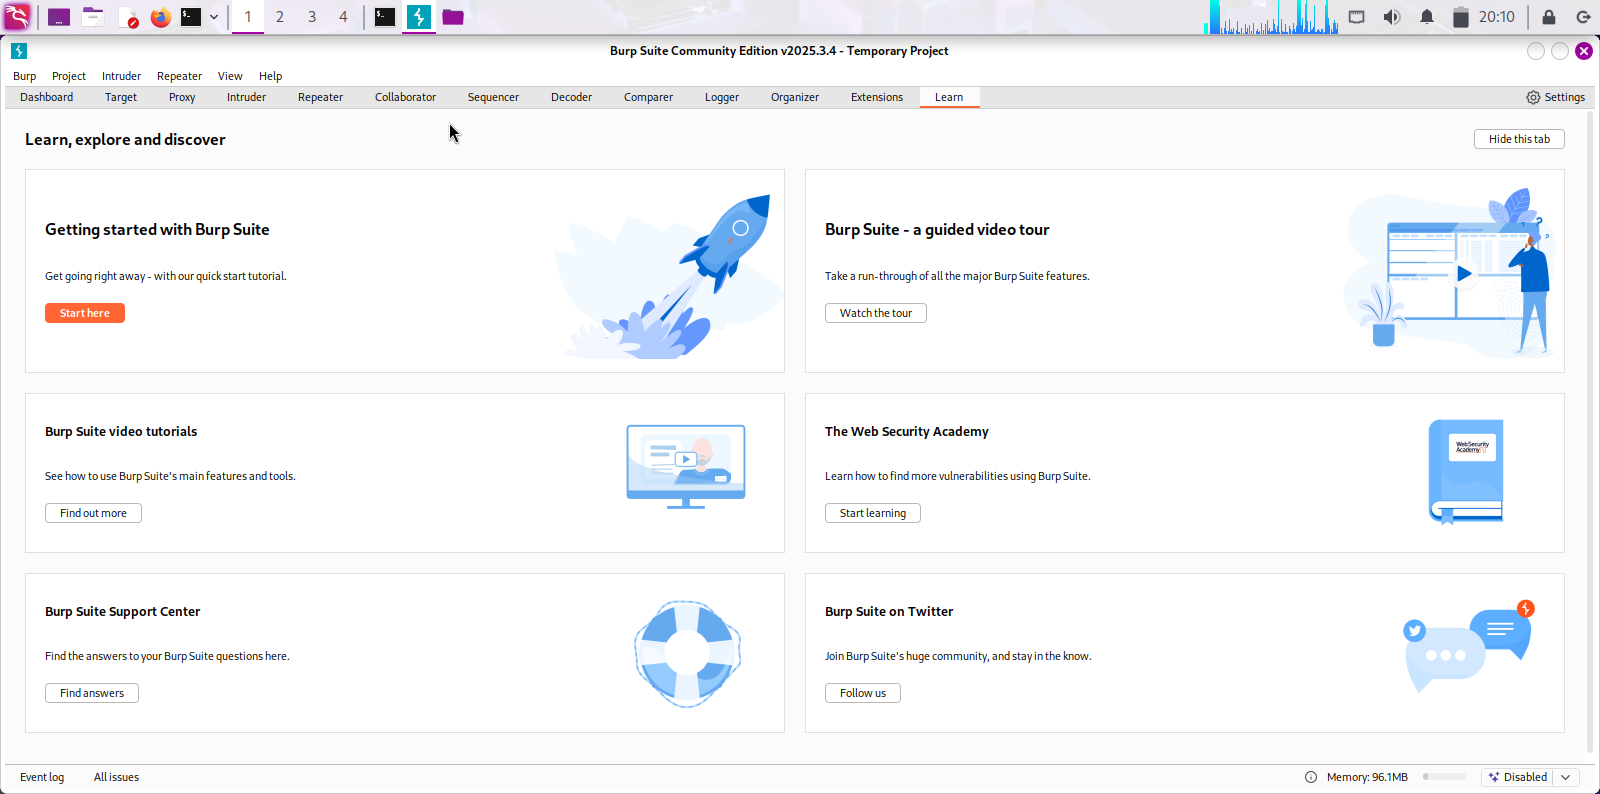 1 2 3 4 20:10
Burp Suite Community Edition v2025.3.4 - Temporary Project
Burp Project Intruder Repeater View Help
Dashboard Target Proxy Intruder Repeater Collaborator Sequencer Decoder Comparer Logger Organizer Extensions Learn Settings
Learn, explore and discover
Hide this tab
Getting started with Burp Suite
Get going right away - with our quick start tutorial.
Start here
Burp Suite - a guided video tour
Take a run-through of all the major Burp Suite features.
Watch the tour
Burp Suite video tutorials
See how to use Burp Suite's main features and tools.
Find out more
The Web Security Academy
Learn how to find more vulnerabilities using Burp Suite.
Start learning
WebSecurity
Academy
Burp Suite Support Center
Find the answers to your Burp Suite questions here.
Find answers
Burp Suite on Twitter
Join Burp Suite's huge community, and stay in the know.
Follow us
Event log All issues Memory: 96.1MB Disabled